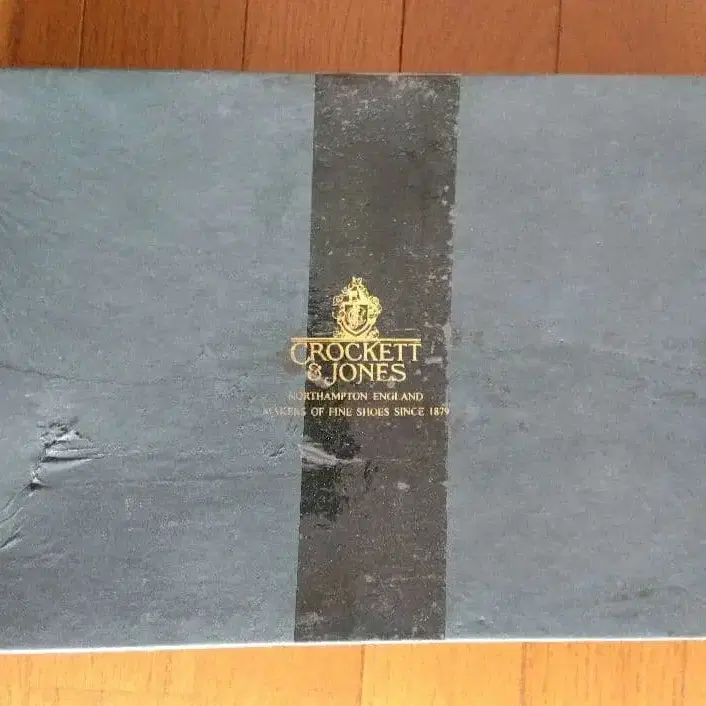 CROCKETT
& JONES
NORTHAMPTON ENGLAND
MAKERS OF FINE SHOES SINCE 1879